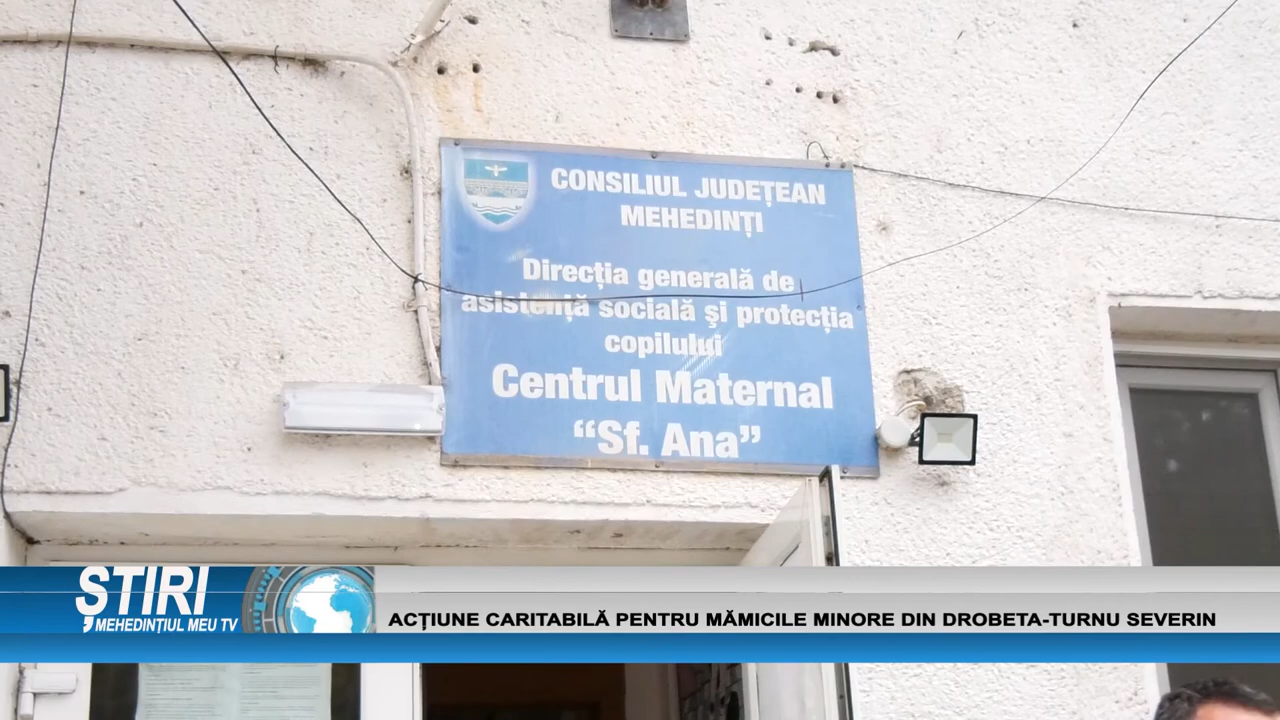 CONSILIUL JUDEȚEAN
MEHEDINȚI
Direcția generală de
asistență socială şi protecția
copilului
Centrul Maternal
“Sf. Ana”
ȘTIRI
MEHEDINȚIUL MEU TV
ACȚIUNE CARITABILĂ PENTRU MĂMICILE MINORE DIN DROBETA-TURNU SEVERIN